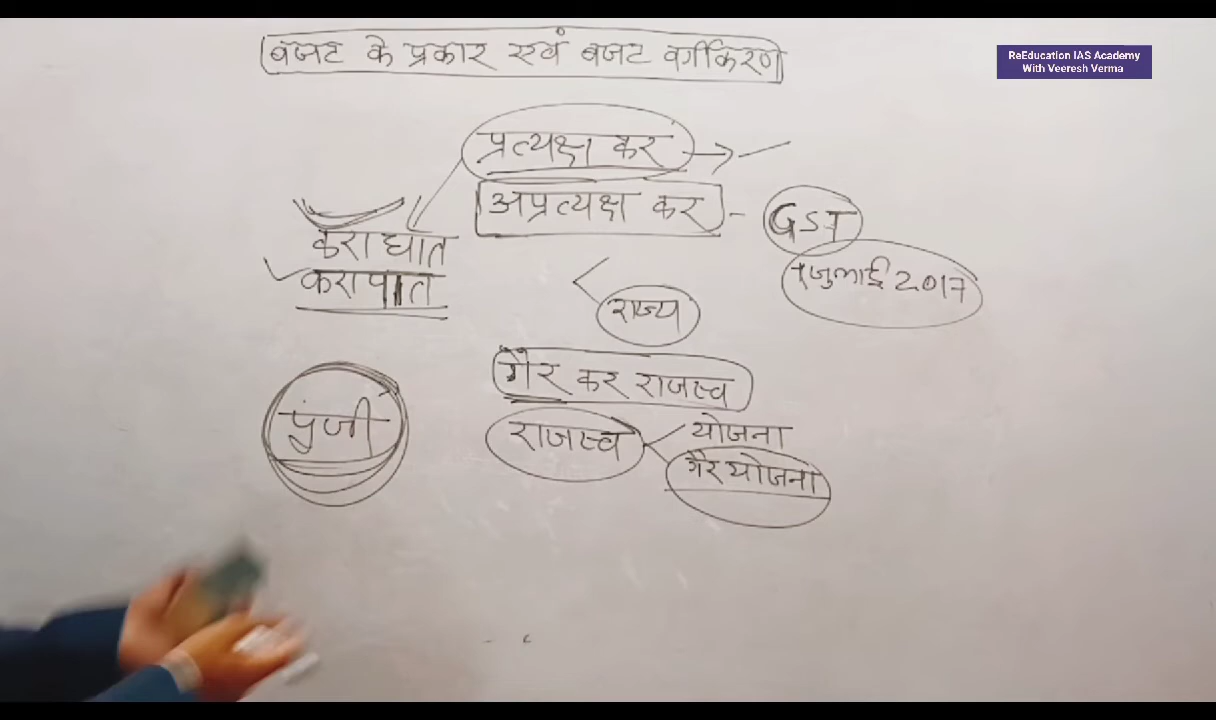 बजट के प्रकार एवं बजट वर्गीकरण
ReEducation IAS Academy
With Veeresh Verma
प्रत्यक्ष कर
अप्रत्यक्ष कर - GST
कराघात
करापात
1 जुलाई 2017
राज्य
गैर कर राजस्व
पुंजी
राजस्व
योजना
गैर योजना